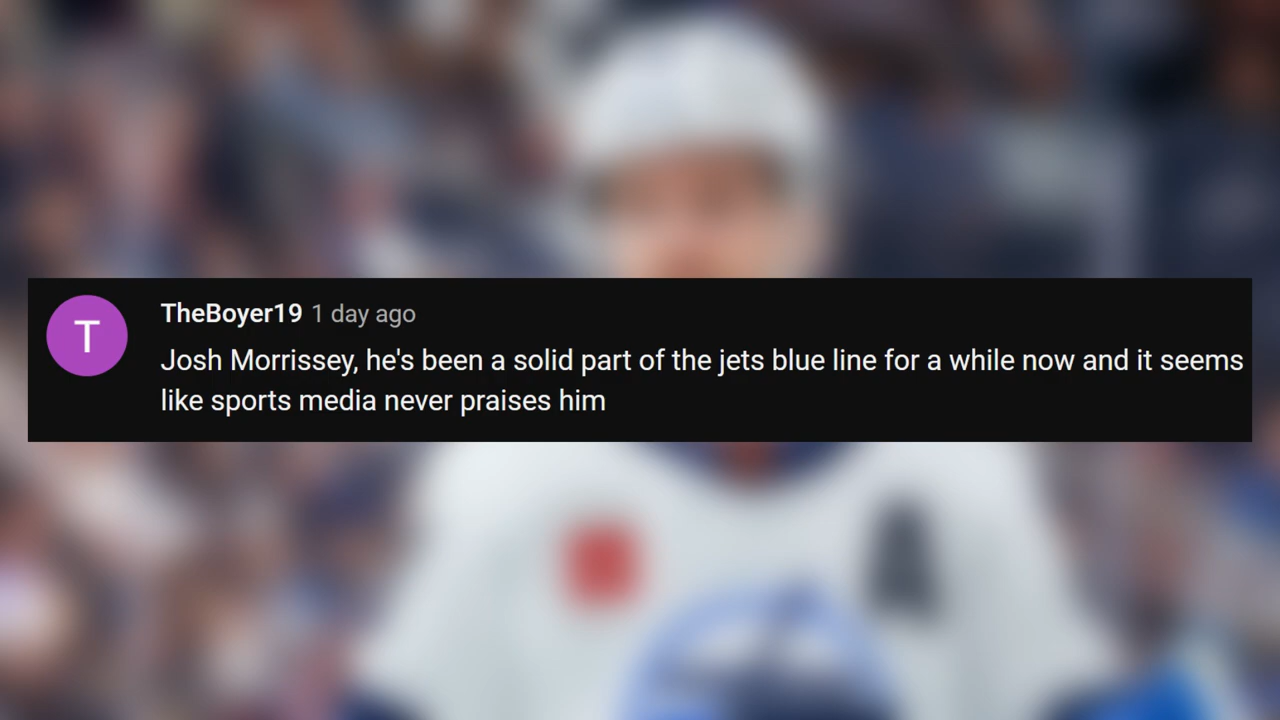 T
TheBoyer19 1 day ago
Josh Morrissey, he's been a solid part of the jets blue line for a while now and it seems
like sports media never praises him
A